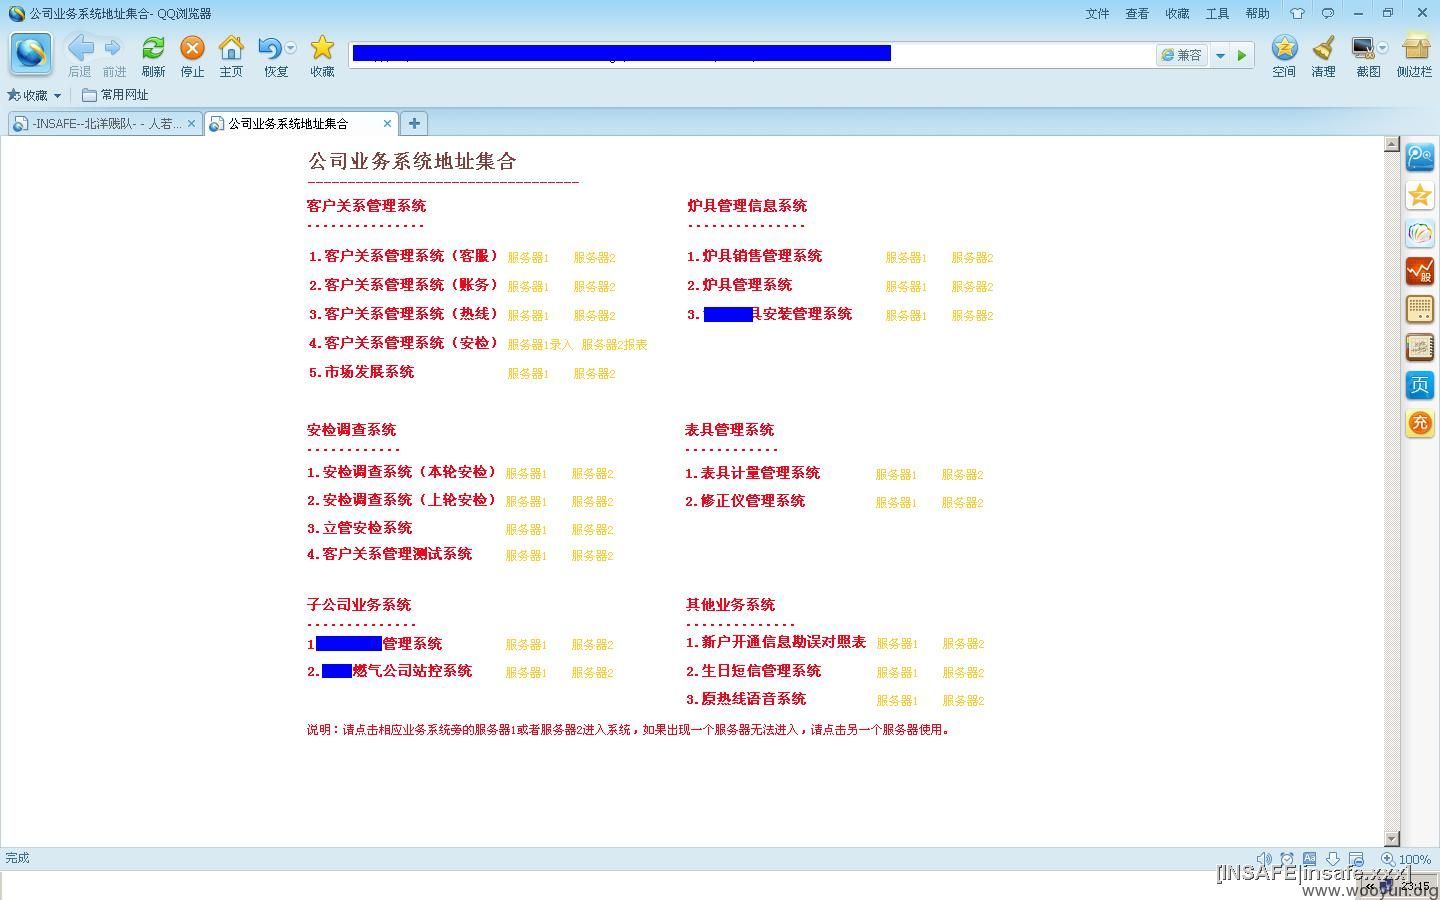 公司业务系统地址集合- QQ浏览器
文件 查看 收藏 工具 帮助
后退 前进 刷新 停止 主页 恢复 收藏 兼容 空间 清理 截图 侧边栏
收藏 常用网址
-INSAFE--北洋贱队- - 人若... 公司业务系统地址集合
公司业务系统地址集合
客户关系管理系统
1.客户关系管理系统（客服） 服务器1 服务器2
2.客户关系管理系统（账务） 服务器1 服务器2
3.客户关系管理系统（热线） 服务器1 服务器2
4.客户关系管理系统（安检） 服务器1录入 服务器2报表
5.市场发展系统 服务器1 服务器2
炉具管理信息系统
1.炉具销售管理系统 服务器1 服务器2
2.炉具管理系统 服务器1 服务器2
3. 具安装管理系统 服务器1 服务器2
安检调查系统
1.安检调查系统（本轮安检） 服务器1 服务器2
2.安检调查系统（上轮安检） 服务器1 服务器2
3.立管安检系统 服务器1 服务器2
4.客户关系管理测试系统 服务器1 服务器2
表具管理系统
1.表具计量管理系统 服务器1 服务器2
2.修正仪管理系统 服务器1 服务器2
子公司业务系统
1 管理系统 服务器1 服务器2
2. 燃气公司站控系统 服务器1 服务器2
其他业务系统
1.新户开通信息勘误对照表 服务器1 服务器2
2.生日短信管理系统 服务器1 服务器2
3.原热线语音系统 服务器1 服务器2
说明：请点击相应业务系统旁的服务器1或者服务器2进入系统，如果出现一个服务器无法进入，请点击另一个服务器使用。
股
页
充
完成
100%
[INSAFE]insafe.xxx]
23:15
www.wooyun.org